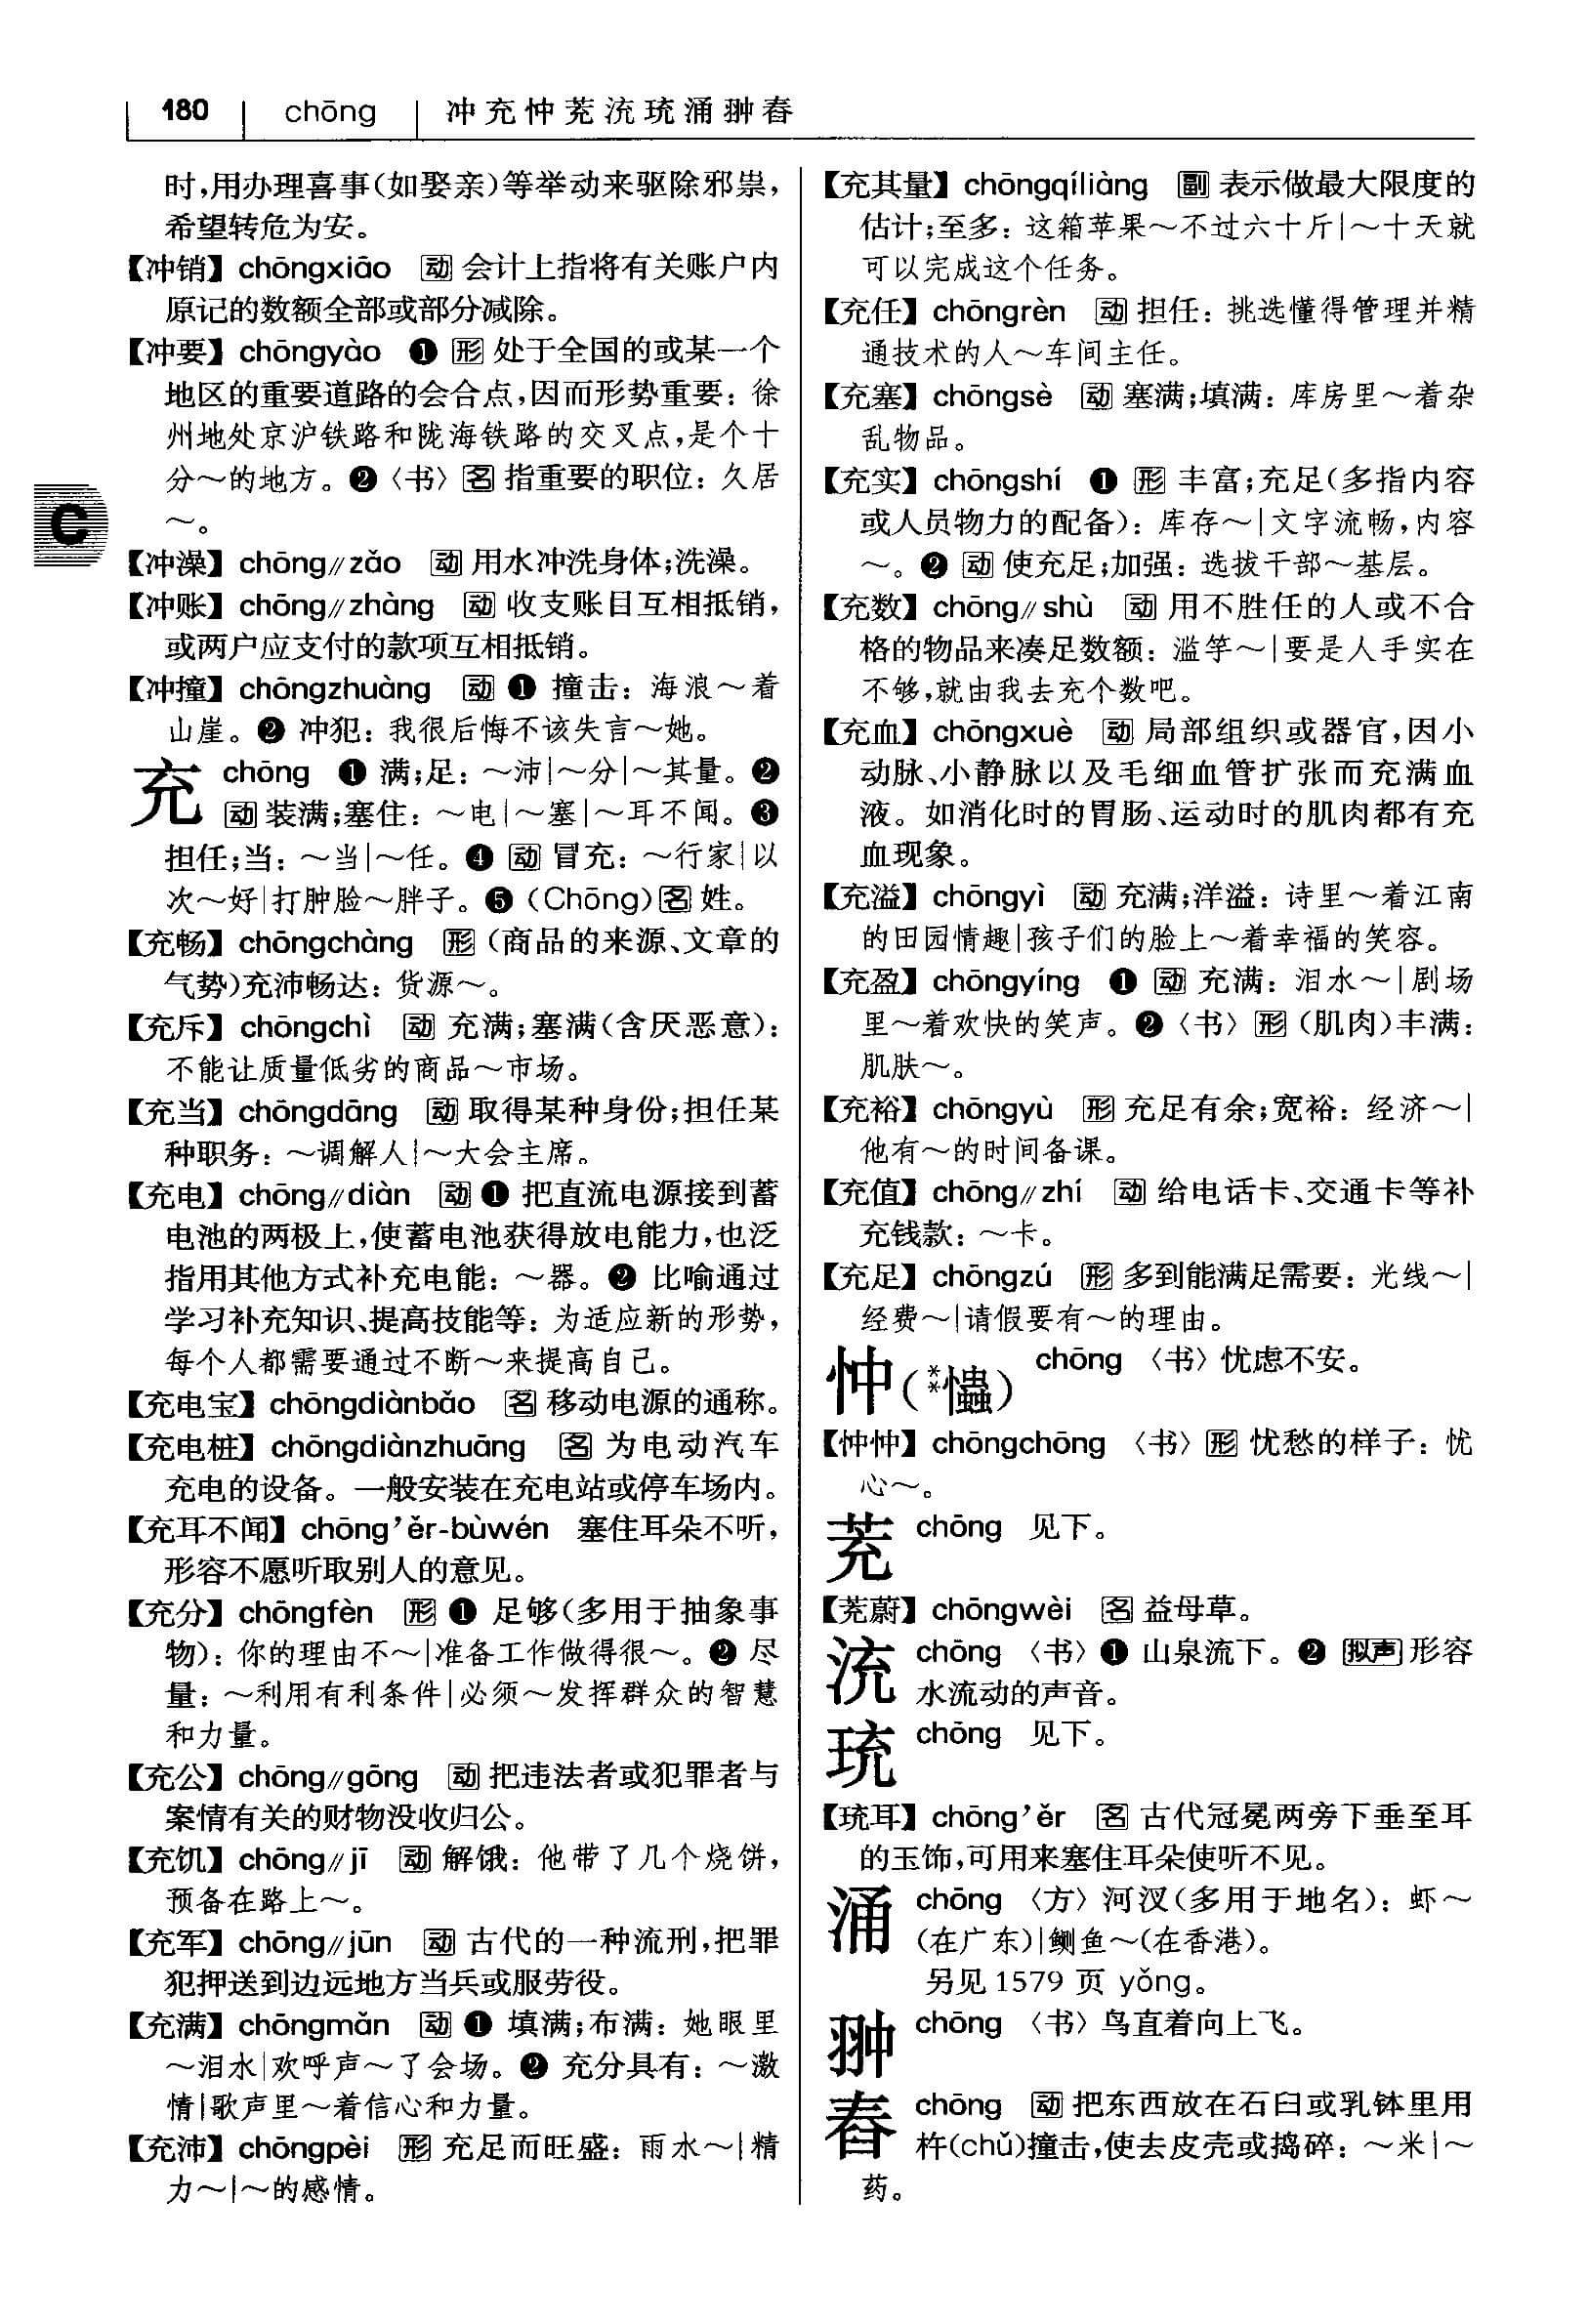 180 chōng 冲充忡茺流琉涌翀舂
时,用办理喜事(如娶亲)等举动来驱除邪祟,
希望转危为安。
【冲销】 chōngxiāo 动 会计上指将有关账户内
原记的数额全部或部分减除。
【冲要】 chōngyào ❶ 形 处于全国的或某一个
地区的重要道路的会合点,因而形势重要: 徐
州地处京沪铁路和陇海铁路的交叉点,是个十
分~的地方。❷〈书〉名 指重要的职位: 久居
~。
C
【冲澡】 chōng//zǎo 动 用水冲洗身体;洗澡。
【冲账】 chōng//zhàng 动 收支账目互相抵销,
或两户应支付的款项互相抵销。
【冲撞】 chōngzhuàng 动 ❶ 撞击: 海浪~着
山崖。❷ 冲犯: 我很后悔不该失言~她。
充 chōng ❶ 满;足: ~沛|~分|~其量。❷
动 装满;塞住: ~电|~塞|~耳不闻。❸
担任;当: ~当|~任。❹ 动 冒充: ~行家|以
次~好|打肿脸~胖子。❺ (Chōng) 名 姓。
【充畅】 chōngchàng 形 (商品的来源、文章的
气势)充沛畅达: 货源~。
【充斥】 chōngchì 动 充满;塞满(含厌恶意):
不能让质量低劣的商品~市场。
【充当】 chōngdāng 动 取得某种身份;担任某
种职务: ~调解人|~大会主席。
【充电】 chōng//diàn 动 ❶ 把直流电源接到蓄
电池的两极上,使蓄电池获得放电能力,也泛
指用其他方式补充电能: ~器。❷ 比喻通过
学习补充知识、提高技能等: 为适应新的形势,
每个人都需要通过不断~来提高自己。
【充电宝】 chōngdiànbǎo 名 移动电源的通称。
【充电桩】 chōngdiànzhuāng 名 为电动汽车
充电的设备。一般安装在充电站或停车场内。
【充耳不闻】 chōng'ěr-bùwén 塞住耳朵不听,
形容不愿听取别人的意见。
【充分】 chōngfèn 形 ❶ 足够(多用于抽象事
物): 你的理由不~|准备工作做得很~。❷ 尽
量: ~利用有利条件|必须~发挥群众的智慧
和力量。
【充公】 chōng//gōng 动 把违法者或犯罪者与
案情有关的财物没收归公。
【充饥】 chōng//jī 动 解饿: 他带了几个烧饼,
预备在路上~。
【充军】 chōng//jūn 动 古代的一种流刑,把罪
犯押送到边远地方当兵或服劳役。
【充满】 chōngmǎn 动 ❶ 填满;布满: 她眼里
~泪水|欢呼声~了会场。❷ 充分具有: ~激
情|歌声里~着信心和力量。
【充沛】 chōngpèi 形 充足而旺盛: 雨水~|精
力~|~的感情。
【充其量】 chōngqíliàng 副 表示做最大限度的
估计;至多: 这箱苹果~不过六十斤|~十天就
可以完成这个任务。
【充任】 chōngrèn 动 担任: 挑选懂得管理并精
通技术的人~车间主任。
【充塞】 chōngsè 动 塞满;填满: 库房里~着杂
乱物品。
【充实】 chōngshí ❶ 形 丰富;充足(多指内容
或人员物力的配备): 库存~|文字流畅,内容
~。❷ 动 使充足;加强: 选拔干部~基层。
【充数】 chōng//shù 动 用不胜任的人或不合
格的物品来凑足数额: 滥竽~|要是人手实在
不够,就由我去充个数吧。
【充血】 chōngxuè 动 局部组织或器官,因小
动脉、小静脉以及毛细血管扩张而充满血
液。如消化时的胃肠、运动时的肌肉都有充
血现象。
【充溢】 chōngyì 动 充满;洋溢: 诗里~着江南
的田园情趣|孩子们的脸上~着幸福的笑容。
【充盈】 chōngyíng ❶ 动 充满: 泪水~|剧场
里~着欢快的笑声。❷〈书〉形 (肌肉)丰满:
肌肤~。
【充裕】 chōngyù 形 充足有余;宽裕: 经济~|
他有~的时间备课。
【充值】 chōng//zhí 动 给电话卡、交通卡等补
充钱款: ~卡。
【充足】 chōngzú 形 多到能满足需要: 光线~|
经费~|请假要有~的理由。
忡(**爞) chōng 〈书〉忧虑不安。
【忡忡】 chōngchōng 〈书〉形 忧愁的样子: 忧
心~。
茺 chōng 见下。
【茺蔚】 chōngwèi 名 益母草。
㳘 chōng 〈书〉❶ 山泉流下。❷ 拟声 形容
水流动的声音。
琉 chōng 见下。
【琉耳】 chōng'ěr 名 古代冠冕两旁下垂至耳
的玉饰,可用来塞住耳朵使听不见。
涌 chōng 〈方〉河汊(多用于地名): 虾~
(在广东)|鲗鱼~(在香港)。
另见1579 页 yǒng。
翀 chōng 〈书〉鸟直着向上飞。
舂 chōng 动 把东西放在石臼或乳钵里用
杵(chǔ)撞击,使去皮壳或捣碎: ~米|~
药。